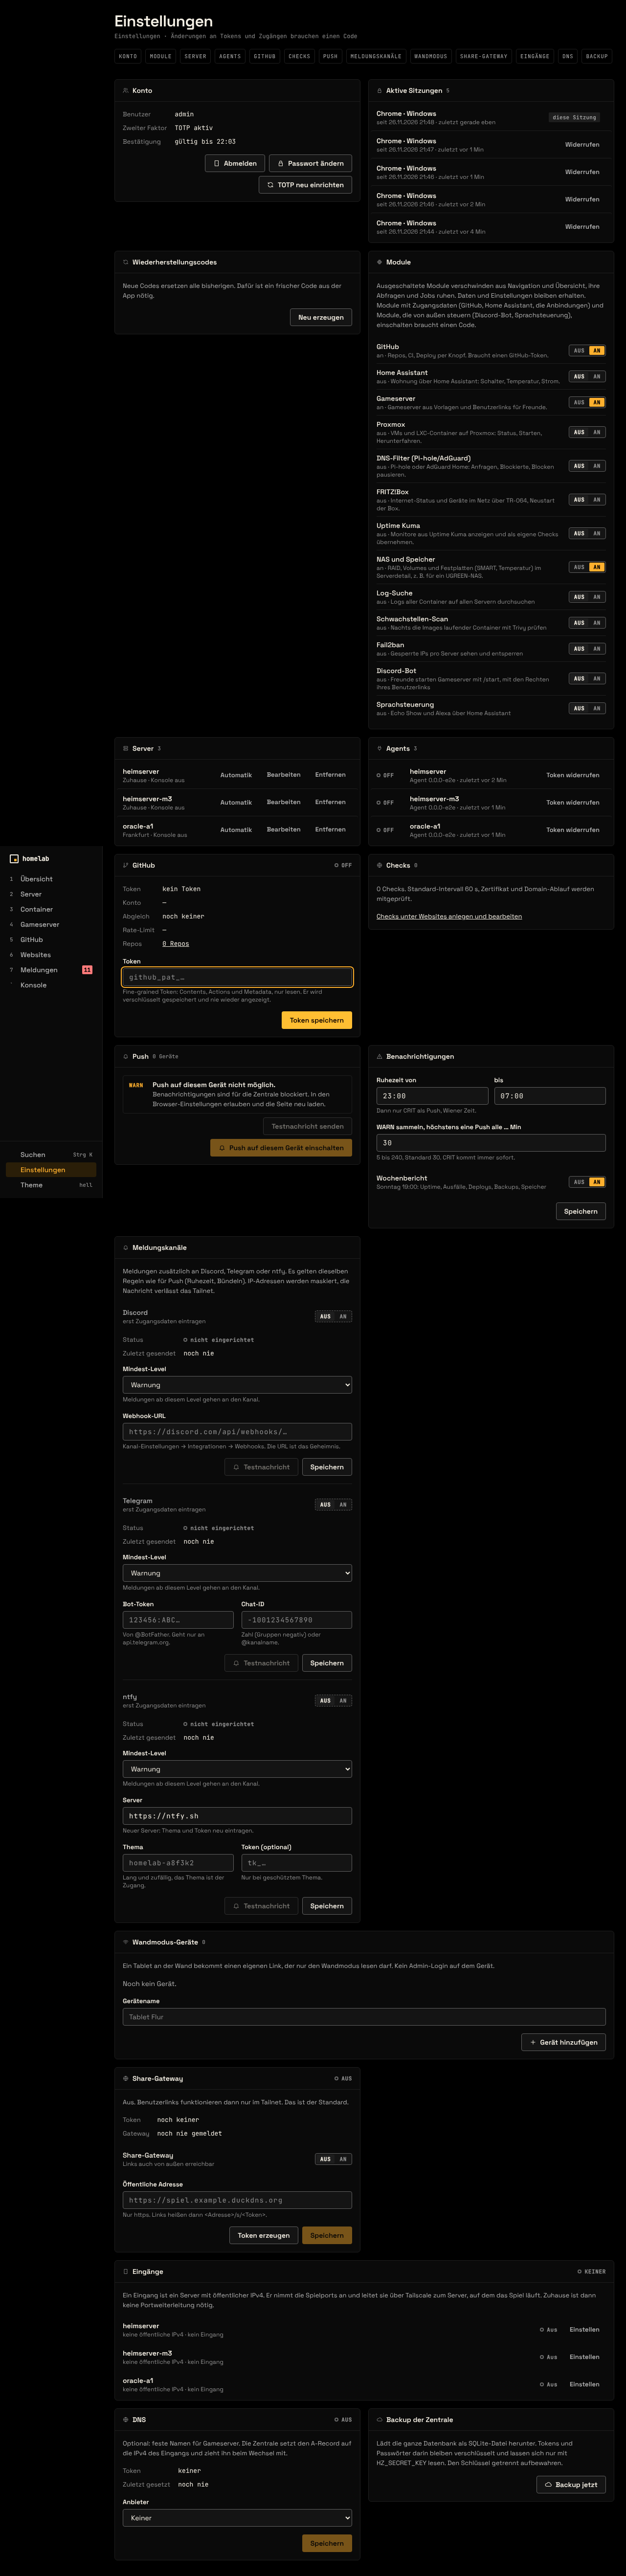 Einstellungen
Einstellungen · Änderungen an Tokens und Zugängen brauchen einen Code
KONTO MODULE SERVER AGENTS GITHUB CHECKS PUSH MELDUNGSKANÄLE WANDMODUS SHARE-GATEWAY EINGÄNGE DNS BACKUP
Konto
Benutzer admin
Zweiter Faktor TOTP aktiv
Bestätigung gültig bis 22:03
Abmelden
Passwort ändern
TOTP neu einrichten
Aktive Sitzungen 5
Chrome · Windows
seit 26.11.2026 21:48 · zuletzt gerade eben
diese Sitzung
Chrome · Windows
seit 26.11.2026 21:47 · zuletzt vor 1 Min
Widerrufen
Chrome · Windows
seit 26.11.2026 21:46 · zuletzt vor 1 Min
Widerrufen
Chrome · Windows
seit 26.11.2026 21:46 · zuletzt vor 2 Min
Widerrufen
Chrome · Windows
seit 26.11.2026 21:44 · zuletzt vor 4 Min
Widerrufen
Wiederherstellungscodes
Neue Codes ersetzen alle bisherigen. Dafür ist ein frischer Code aus der
App nötig.
Neu erzeugen
Module
Ausgeschaltete Module verschwinden aus Navigation und Übersicht, ihre
Abfragen und Jobs ruhen. Daten und Einstellungen bleiben erhalten.
Module mit Zugangsdaten (GitHub, Home Assistant, die Anbindungen) und
Module, die von außen steuern (Discord-Bot, Sprachsteuerung),
einschalten braucht einen Code.
GitHub
an · Repos, CI, Deploy per Knopf. Braucht einen GitHub-Token.
AUS AN
Home Assistant
aus · Wohnung über Home Assistant: Schalter, Temperatur, Strom.
AUS AN
Gameserver
an · Gameserver aus Vorlagen und Benutzerlinks für Freunde.
AUS AN
Proxmox
aus · VMs und LXC-Container auf Proxmox: Status, Starten,
Herunterfahren.
AUS AN
DNS-Filter (Pi-hole/AdGuard)
aus · Pi-hole oder AdGuard Home: Anfragen, Blockierte, Blocken
pausieren.
AUS AN
FRITZ!Box
aus · Internet-Status und Geräte im Netz über TR-064, Neustart
der Box.
AUS AN
Uptime Kuma
aus · Monitore aus Uptime Kuma anzeigen und als eigene Checks
übernehmen.
AUS AN
NAS und Speicher
an · RAID, Volumes und Festplatten (SMART, Temperatur) im
Serverdetail, z. B. für ein UGREEN-NAS.
AUS AN
Log-Suche
aus · Logs aller Container auf allen Servern durchsuchen
AUS AN
Schwachstellen-Scan
aus · Nachts die Images laufender Container mit Trivy prüfen
AUS AN
Fail2ban
aus · Gesperrte IPs pro Server sehen und entsperren
AUS AN
Discord-Bot
aus · Freunde starten Gameserver mit /start, mit den Rechten
ihres Benutzerlinks
AUS AN
Sprachsteuerung
aus · Echo Show und Alexa über Home Assistant
AUS AN
Server 3
heimserver
Zuhause · Konsole aus
Automatik Bearbeiten Entfernen
heimserver-m3
Zuhause · Konsole aus
Automatik Bearbeiten Entfernen
oracle-a1
Frankfurt · Konsole aus
Automatik Bearbeiten Entfernen
Agents 3
OFF heimserver
Agent 0.0.0-e2e · zuletzt vor 2 Min
Token widerrufen
OFF heimserver-m3
Agent 0.0.0-e2e · zuletzt vor 1 Min
Token widerrufen
OFF oracle-a1
Agent 0.0.0-e2e · zuletzt vor 2 Min
Token widerrufen
homelab
1 Übersicht
2 Server
3 Container
4 Gameserver
5 GitHub
6 Websites
7 Meldungen 11
` Konsole
Suchen Strg K
Einstellungen
Theme hell
GitHub OFF
Token kein Token
Konto —
Abgleich noch keiner
Rate-Limit —
Repos 0 Repos
Token
github_pat_…
Fine-grained Token: Contents, Actions und Metadata, nur lesen. Er wird
verschlüsselt gespeichert und nie wieder angezeigt.
Token speichern
Checks 0
0 Checks. Standard-Intervall 60 s, Zertifikat und Domain-Ablauf werden
mitgeprüft.
Checks unter Websites anlegen und bearbeiten
Push 0 Geräte
WARN Push auf diesem Gerät nicht möglich.
Benachrichtigungen sind für die Zentrale blockiert. In den
Browser-Einstellungen erlauben und die Seite neu laden.
Testnachricht senden
Push auf diesem Gerät einschalten
Benachrichtigungen
Ruhezeit von bis
23:00 07:00
Dann nur CRIT als Push, Wiener Zeit.
WARN sammeln, höchstens eine Push alle … Min
30
5 bis 240, Standard 30, CRIT kommt immer sofort.
Wochenbericht
Sonntag 19:00: Uptime, Ausfälle, Deploys, Backups, Speicher
AUS AN
Speichern
Meldungskanäle
Meldungen zusätzlich an Discord, Telegram oder ntfy. Es gelten dieselben
Regeln wie für Push (Ruhezeit, Bündeln). IP-Adressen werden maskiert, die
Nachricht verlässt das Tailnet.
Discord
erst Zugangsdaten eintragen
AUS AN
Status nicht eingerichtet
Zuletzt gesendet noch nie
Mindest-Level
Warnung
Meldungen ab diesem Level gehen an den Kanal.
Webhook-URL
https://discord.com/api/webhooks/…
Kanal-Einstellungen → Integrationen → Webhooks. Die URL ist das Geheimnis.
Testnachricht Speichern
Telegram
erst Zugangsdaten eintragen
AUS AN
Status nicht eingerichtet
Zuletzt gesendet noch nie
Mindest-Level
Warnung
Meldungen ab diesem Level gehen an den Kanal.
Bot-Token Chat-ID
123456:ABC… -1001234567890
Von @BotFather. Geht nur an
api.telegram.org.
Zahl (Gruppen negativ) oder
@kanalname.
Testnachricht Speichern
ntfy
erst Zugangsdaten eintragen
AUS AN
Status nicht eingerichtet
Zuletzt gesendet noch nie
Mindest-Level
Warnung
Meldungen ab diesem Level gehen an den Kanal.
Server
https://ntfy.sh
Neuer Server: Thema und Token neu eintragen.
Thema Token (optional)
homelab-a8f3k2 tk_…
Lang und zufällig, das Thema ist der
Zugang.
Nur bei geschütztem Thema.
Testnachricht Speichern
Wandmodus-Geräte 0
Ein Tablet an der Wand bekommt einen eigenen Link, der nur den Wandmodus lesen darf. Kein Admin-Login auf dem Gerät.
Noch kein Gerät.
Gerätename
Tablet Flur
Gerät hinzufügen
Share-Gateway AUS
Aus. Benutzerlinks funktionieren dann nur im Tailnet. Das ist der Standard.
Token noch keiner
Gateway noch nie gemeldet
Share-Gateway
Links auch von außen erreichbar
AUS AN
Öffentliche Adresse
https://spiel.example.duckdns.org
Nur https. Links heißen dann <Adresse>/s/<Token>.
Token erzeugen Speichern
Eingänge KEINER
Ein Eingang ist ein Server mit öffentlicher IPv4. Er nimmt die Spielports an und leitet sie über Tailscale zum Server, auf dem das Spiel läuft. Zuhause ist dann
keine Portweiterleitung nötig.
heimserver
keine öffentliche IPv4 · kein Eingang
Aus Einstellen
heimserver-m3
keine öffentliche IPv4 · kein Eingang
Aus Einstellen
oracle-a1
keine öffentliche IPv4 · kein Eingang
Aus Einstellen
DNS AUS
Optional: feste Namen für Gameserver. Die Zentrale setzt den A-Record auf
die IPv4 des Eingangs und zieht ihn beim Wechsel mit.
Token keiner
Zuletzt gesetzt noch nie
Anbieter
Keiner
Speichern
Backup der Zentrale
Lädt die ganze Datenbank als SQLite-Datei herunter. Tokens und
Passwörter darin bleiben verschlüsselt und lassen sich nur mit
HZ_SECRET_KEY lesen. Den Schlüssel getrennt aufbewahren.
Backup jetzt